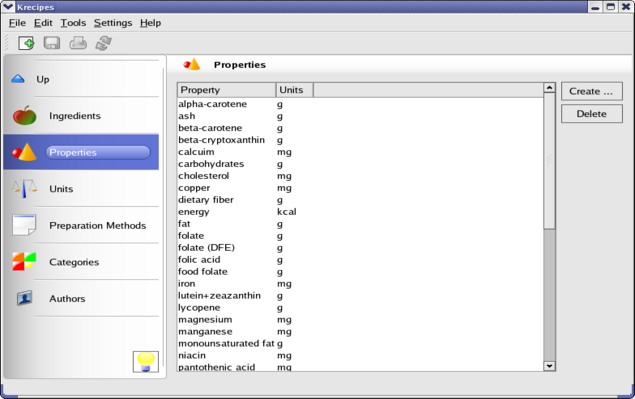 Krecipes
File Edit Tools Settings Help
Up
Ingredients
Properties
Units
Preparation Methods
Categories
Authors
Properties
Property Units
alpha-carotene g
ash g
beta-carotene g
beta-cryptoxanthin g
calcuim mg
carbohydrates g
cholesterol mg
copper mg
dietary fiber g
energy kcal
fat g
folate g
folate (DFE) g
folic acid g
food folate g
iron mg
lutein+zeazanthin g
lycopene g
magnesium mg
manganese mg
monounsaturated fat g
niacin mg
pantothenic acid mg
Create ...
Delete